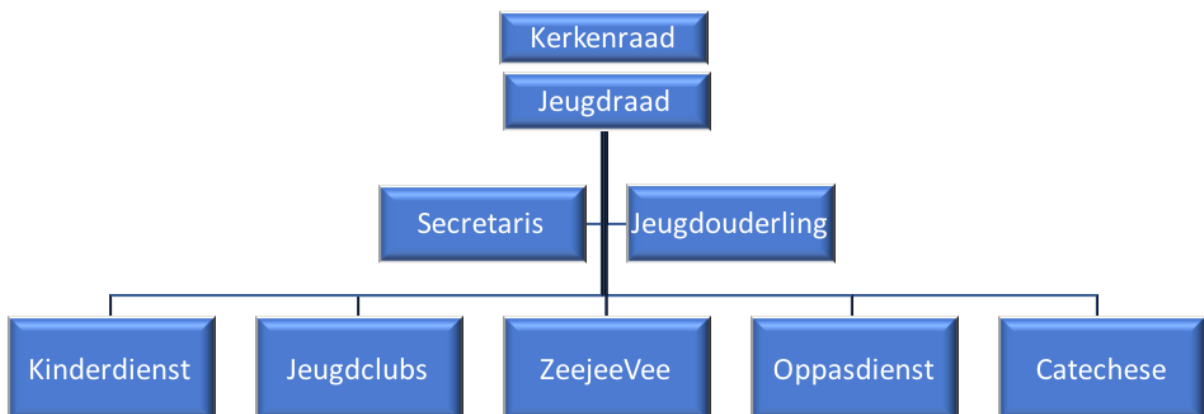 Kerkenraad
Jeugdraad
Secretaris
Jeugdouderling
Kinderdienst
Jeugdclubs
ZeejeeVee
Oppasdienst
Catechese